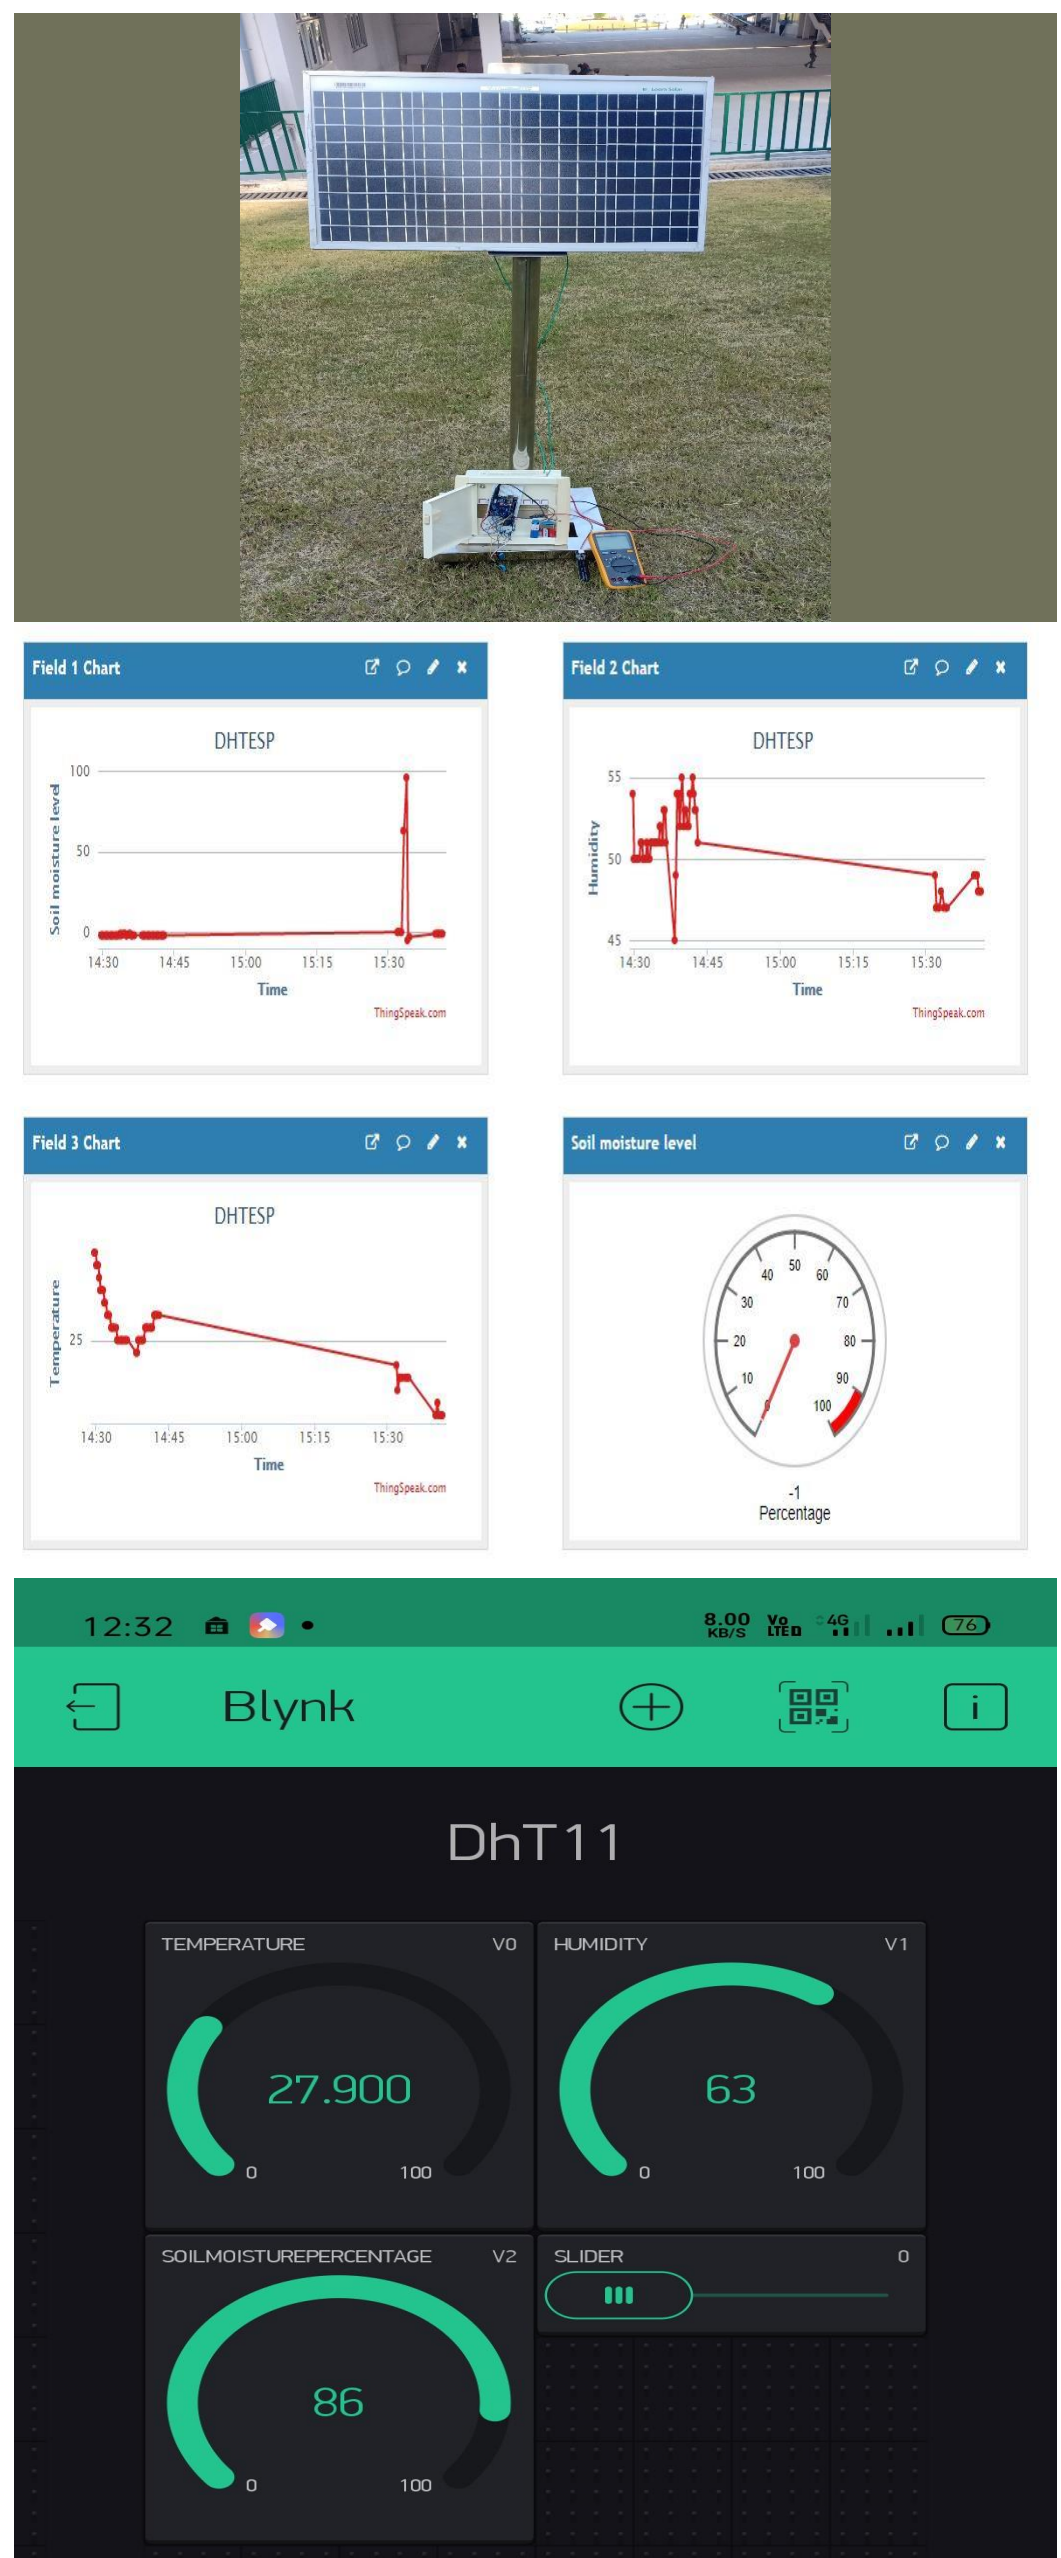 Field 1 Chart
DHTESP
Soil moisture level
100
50
0
14:30 14:45 15:00 15:15 15:30
Time
ThingSpeak.com
Field 2 Chart
DHTESP
Humidity
55
50
45
14:30 14:45 15:00 15:15 15:30
Time
ThingSpeak.com
Field 3 Chart
DHTESP
Temperature
25
14:30 14:45 15:00 15:15 15:30
Time
ThingSpeak.com
Soil moisture level
0 10 20 30 40 50 60 70 80 90 100
-1
Percentage
12:32 8.00 KB/S Vo LTE 4G 76
Blynk
DhT11
TEMPERATURE V0
27.900
0 100
HUMIDITY V1
63
0 100
SOILMOISTUREPERCENTAGE V2
86
0 100
SLIDER 0